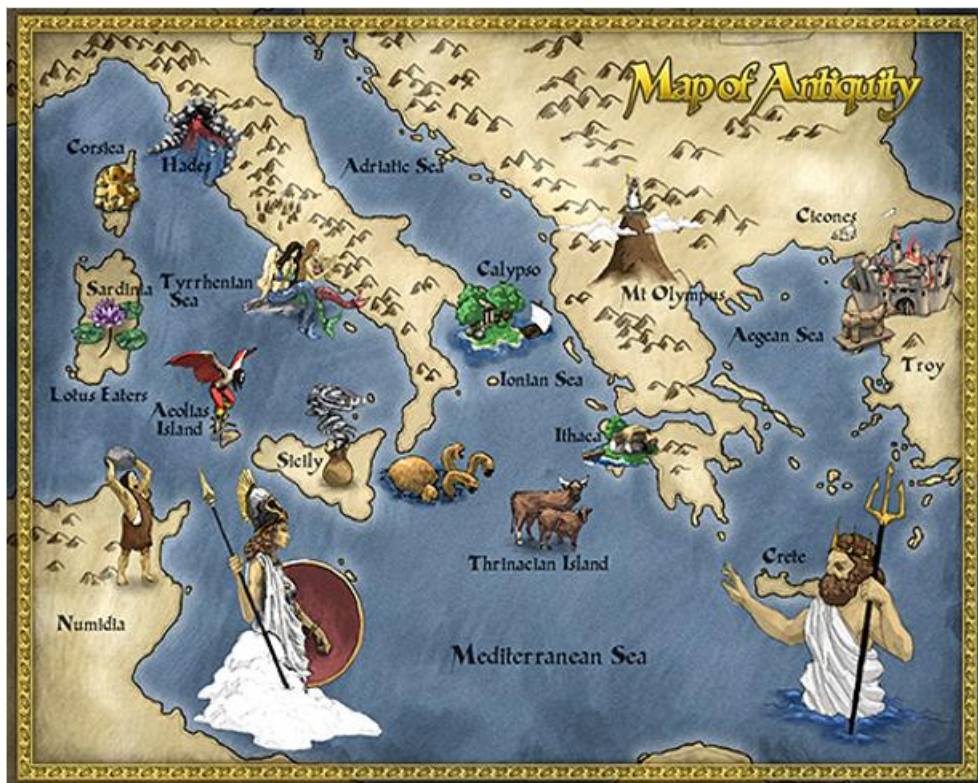 Map of Antiquity
Corsica
Hades
Adriatic Sea
Cicones
Sardinia
Tyrrhenian
Sea
Calypso
Mt Olympus
Aegean Sea
Troy
Lotus Eaters
Aeolias
Island
Ionian Sea
Sicily
Ithaca
Thrinacian Island
Crete
Numidia
Mediterranean Sea